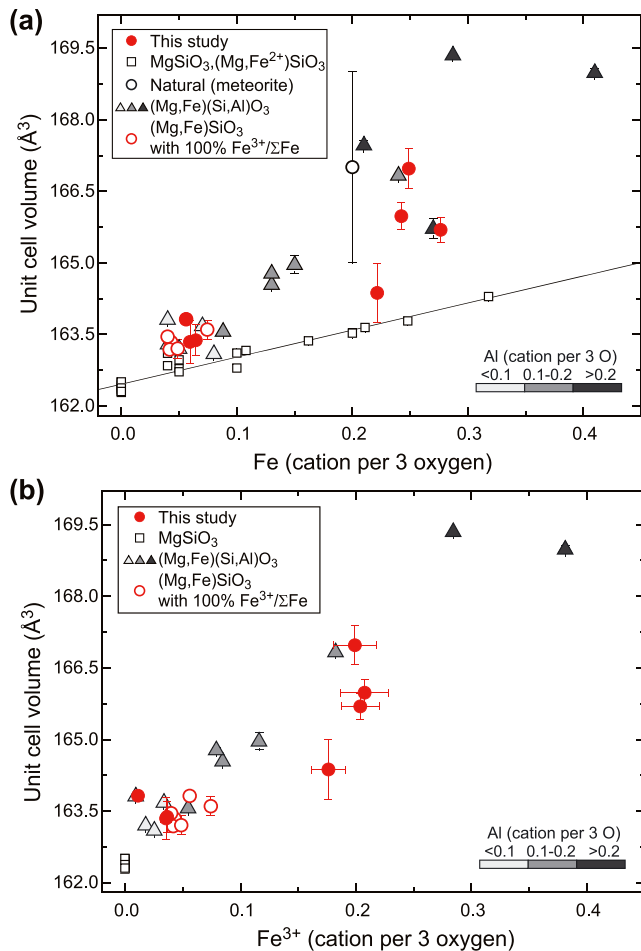 (a)
169.5
168.0
166.5
165.0
163.5
162.0
Unit cell volume (Å³)
This study
MgSiO₃,(Mg,Fe²⁺)SiO₃
Natural (meteorite)
(Mg,Fe)(Si,Al)O₃
(Mg,Fe)SiO₃
with 100% Fe³⁺/ΣFe
Al (cation per 3 O)
<0.1 0.1-0.2 >0.2
0.0 0.1 0.2 0.3 0.4
Fe (cation per 3 oxygen)
(b)
169.5
168.0
166.5
165.0
163.5
162.0
Unit cell volume (Å³)
This study
MgSiO₃
(Mg,Fe)(Si,Al)O₃
(Mg,Fe)SiO₃
with 100% Fe³⁺/ΣFe
Al (cation per 3 O)
<0.1 0.1-0.2 >0.2
0.0 0.1 0.2 0.3 0.4
Fe³⁺ (cation per 3 oxygen)